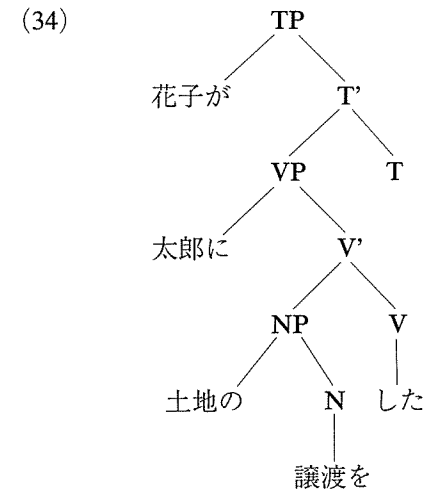 (34) TP
花子が T'
VP T
太郎に V'
NP V
土地の N した
譲渡を